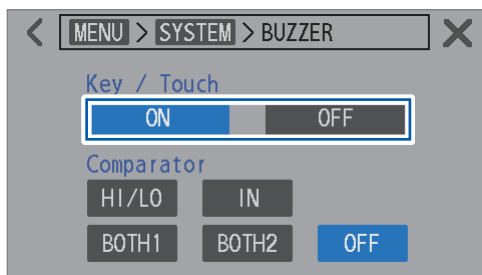 MENU > SYSTEM > BUZZER
Key / Touch
ON OFF
Comparator
HI/LO IN
BOTH1 BOTH2 OFF